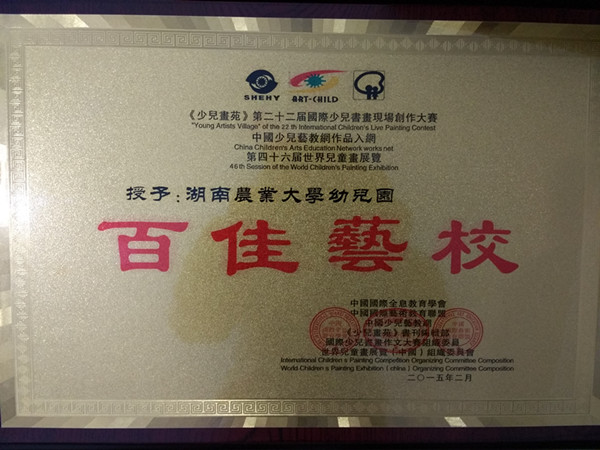 SHEHY ART-CHILD
《少兒畫苑》第二十二届國際少兒書畫現場創作大賽
"Young Artists Village" of the 22 th International Children's Live Painting Contest
中國少兒藝教網作品入網
China Children's Arts Education Network works.net
第四十六届世界兒童畫展覽
46th Session of the World Children's Painting Exhibition
授予：湖南農業大學幼兒園
百佳藝校
中國國際全息教育學會
中國國際藝術教育聯盟
中國少兒藝教網
《少兒畫苑》書刊編輯部
國際少兒書畫作文大賽組織委員
世界兒童畫展覽（中國）組織委員會
International Children's Painting Competition Organizing Committee Composition
World Children's Painting Exhibition ( china ) Organizing Committee Composition
二〇一五年二月